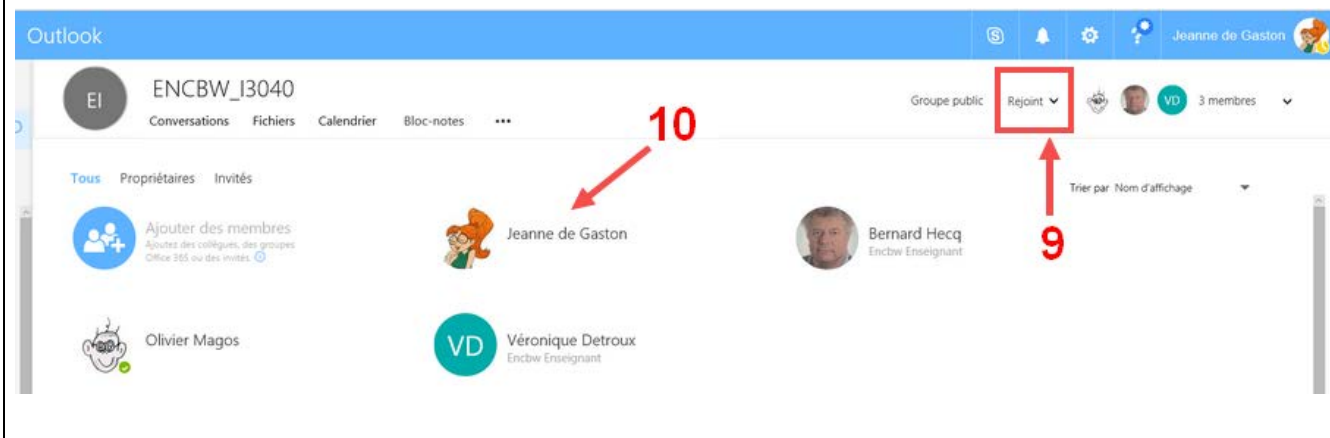 Outlook
Jeanne de Gaston
EI
ENCBW_I3040
Groupe public
Rejoint
VD
3 membres
Conversations Fichiers Calendrier Bloc-notes •••
10
Tous Propriétaires Invités
Trier par Nom d'affichage
Ajouter des membres
Ajoutez des collègues, des groupes
Office 365 ou des invités.
Jeanne de Gaston
Bernard Hecq
Encbw Enseignant
9
Olivier Magos
VD
Véronique Detroux
Encbw Enseignant